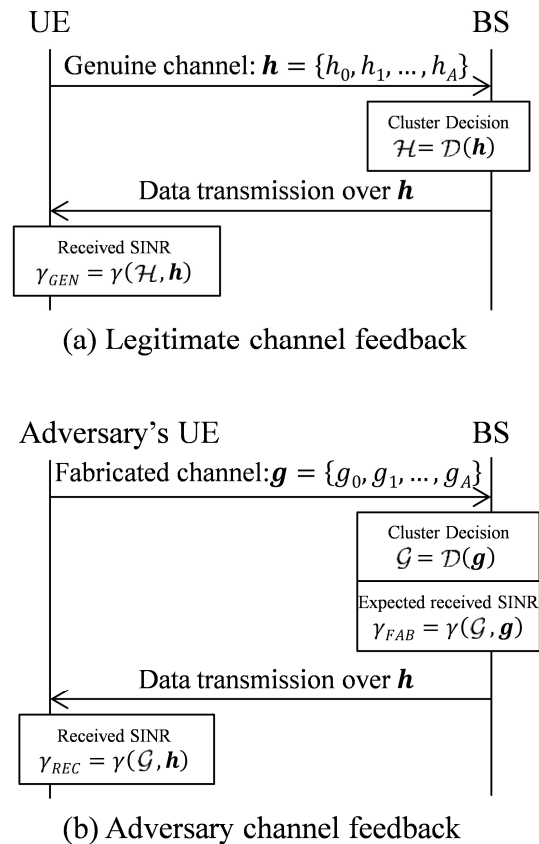 UE BS
Genuine channel: 𝒉 = {ℎ₀, ℎ₁, … , ℎ_A}
Cluster Decision
ℋ = 𝒟(𝒉)
Data transmission over 𝒉
Received SINR
γ_GEN = γ(ℋ, 𝒉)
(a) Legitimate channel feedback
Adversary’s UE BS
Fabricated channel:𝒈 = {g₀, g₁, … , g_A}
Cluster Decision
𝒢 = 𝒟(𝒈)
Expected received SINR
γ_FAB = γ(𝒢, 𝒈)
Data transmission over 𝒉
Received SINR
γ_REC = γ(𝒢, 𝒉)
(b) Adversary channel feedback